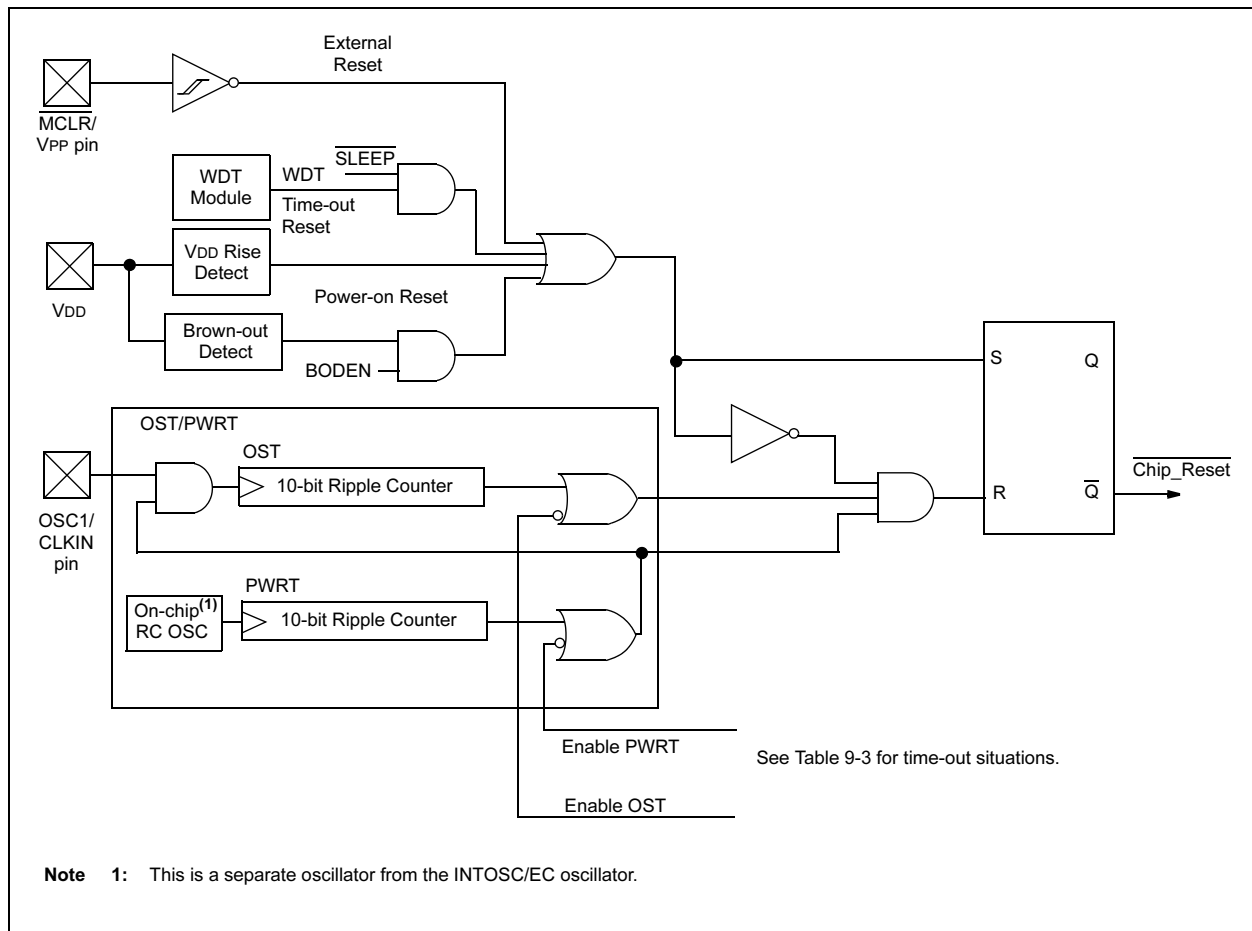 External
Reset
MCLR/
VPP pin
SLEEP
WDT
Module
WDT
Time-out
Reset
VDD Rise
Detect
VDD
Power-on Reset
Brown-out
Detect
BODEN
S
Q
OST/PWRT
OST
10-bit Ripple Counter
Chip_Reset
R
Q
OSC1/
CLKIN
pin
PWRT
On-chip(1)
RC OSC
10-bit Ripple Counter
Enable PWRT
See Table 9-3 for time-out situations.
Enable OST
Note 1: This is a separate oscillator from the INTOSC/EC oscillator.